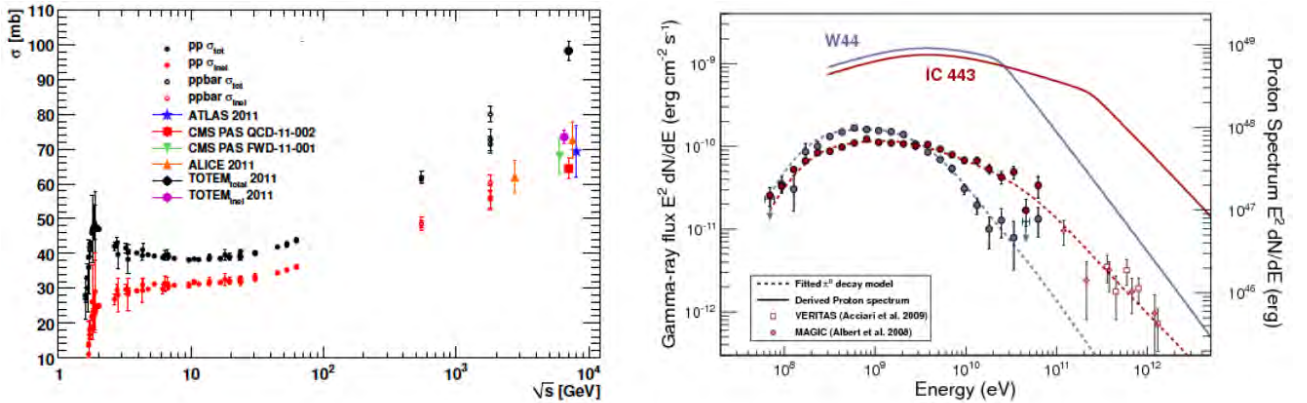 σ [mb]
110
100
90
80
70
60
50
40
30
20
10
pp σtot
pp σinel
ppbar σtot
ppbar σinel
ATLAS 2011
CMS PAS QCD-11-002
CMS PAS FWD-11-001
ALICE 2011
TOTEMtotal 2011
TOTEMinel 2011
1
10
10²
10³
10⁴
√s [GeV]
Gamma-ray flux E² dN/dE (erg cm⁻² s⁻¹)
10⁻⁹
10⁻¹⁰
10⁻¹¹
10⁻¹²
W44
IC 443
Fitted π⁰ decay model
Derived Proton spectrum
VERITAS (Acciari et al. 2009)
MAGIC (Albert et al. 2008)
10⁸
10⁹
10¹⁰
10¹¹
10¹²
Energy (eV)
10⁴⁹
10⁴⁸
10⁴⁷
10⁴⁶
Proton Spectrum E² dN/dE (erg)